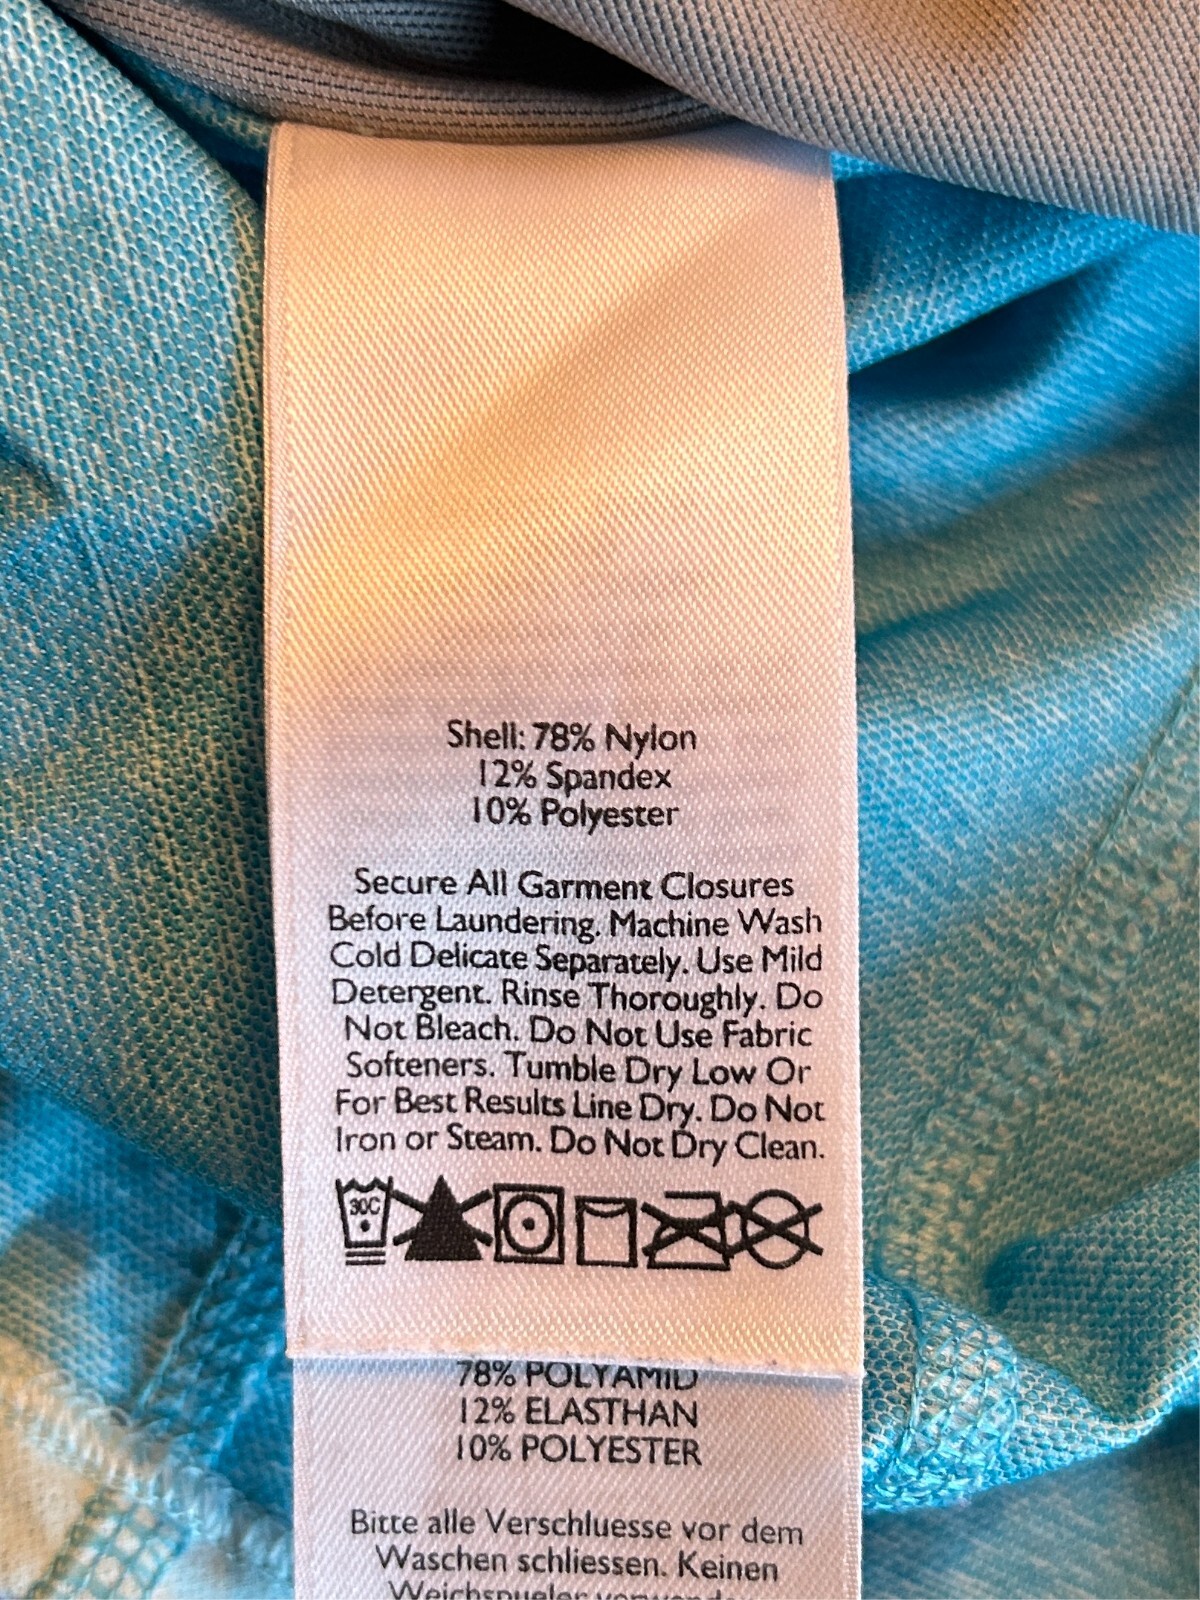 Shell: 78% Nylon
12% Spandex
10% Polyester
Secure All Garment Closures
Before Laundering. Machine Wash
Cold Delicate Separately. Use Mild
Detergent. Rinse Thoroughly. Do
Not Bleach. Do Not Use Fabric
Softeners. Tumble Dry Low Or
For Best Results Line Dry. Do Not
Iron or Steam. Do Not Dry Clean.
30C
78% POLYAMID
12% ELASTHAN
10% POLYESTER
Bitte alle Verschluesse vor dem
Waschen schliessen. Keinen
Weichspueler